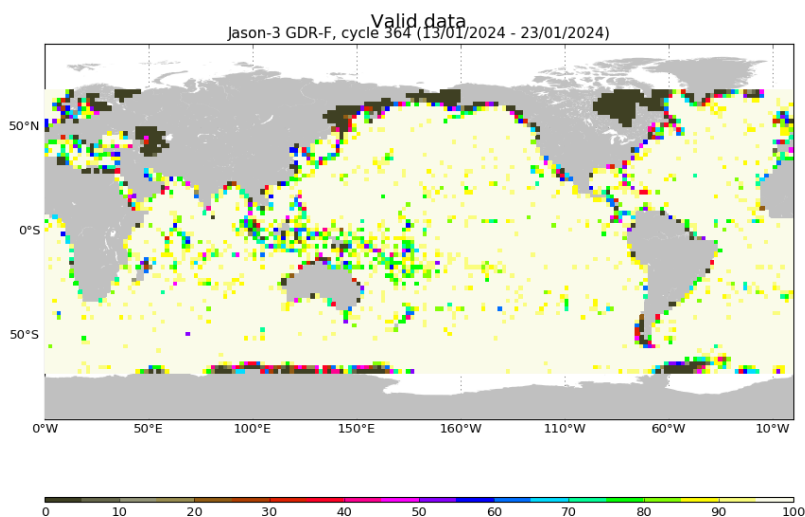 Valid data
Jason-3 GDR-F, cycle 364 (13/01/2024 - 23/01/2024)
50°N
0°S
50°S
0°W 50°E 100°E 150°E 160°W 110°W 60°W 10°W
0 10 20 30 40 50 60 70 80 90 100